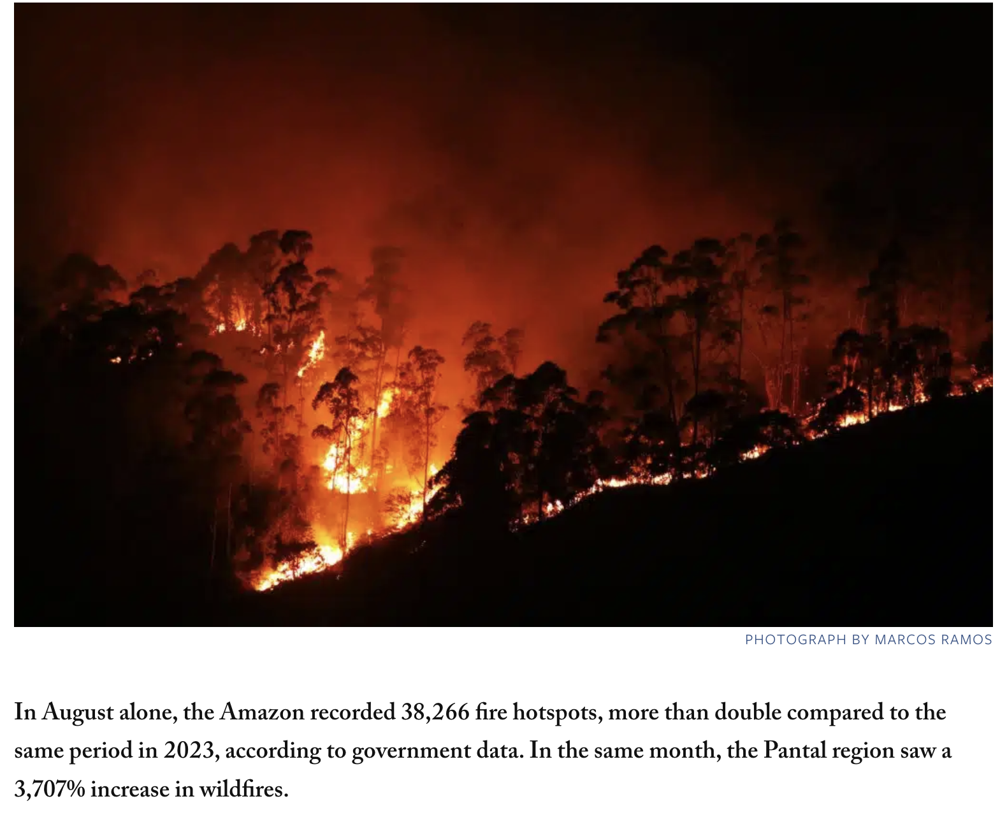 PHOTOGRAPH BY MARCOS RAMOS
In August alone, the Amazon recorded 38,266 fire hotspots, more than double compared to the
same period in 2023, according to government data. In the same month, the Pantal region saw a
3,707% increase in wildfires.